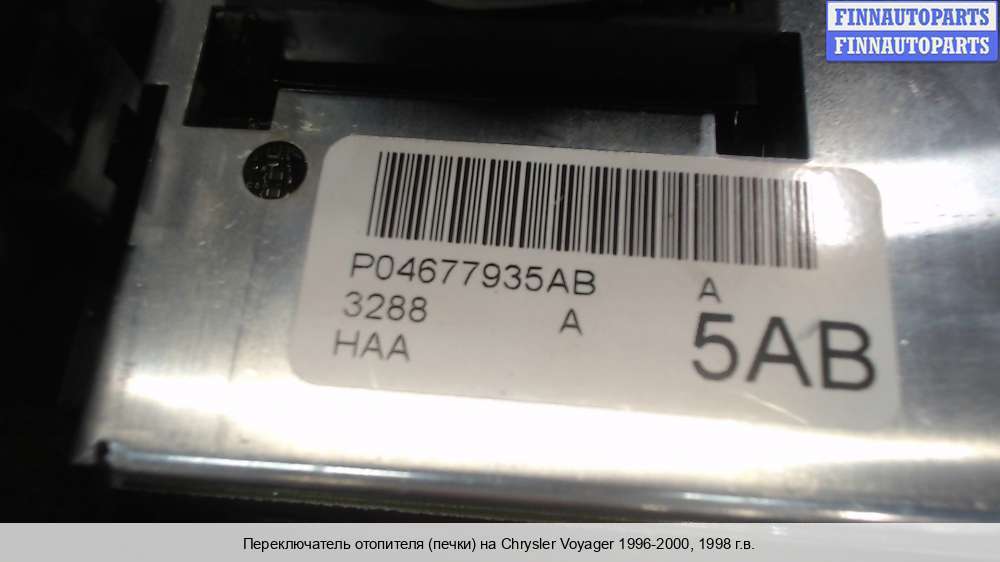 FINNAUTOPARTS
FINNAUTOPARTS
P04677935AB A
3288 A
HAA
5AB
Переключатель отопителя (печки) на Chrysler Voyager 1996-2000, 1998 г.в.